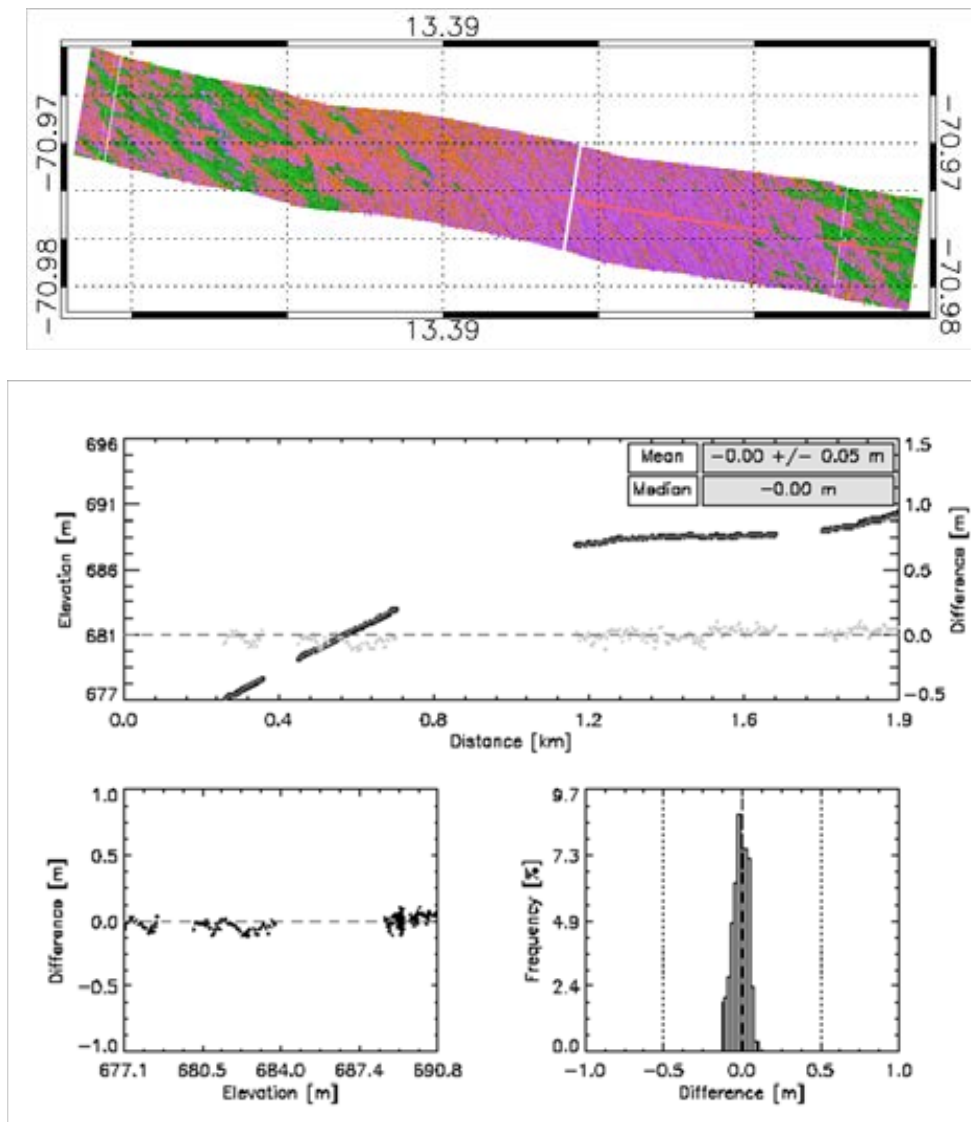 13.39
-70.97
-70.97
-70.98
-70.98
13.39
696
691
686
681
677
Elevation [m]
Mean -0.00 +/- 0.05 m
Median -0.00 m
1.5
1.0
0.5
0.0
-0.5
Difference [m]
0.0 0.4 0.8 1.2 1.6 1.9
Distance [km]
1.0
0.5
0.0
-0.5
-1.0
Difference [m]
677.1 680.5 684.0 687.4 690.8
Elevation [m]
9.7
7.3
4.9
2.4
0.0
Frequency [%]
-1.0 -0.5 0.0 0.5 1.0
Difference [m]